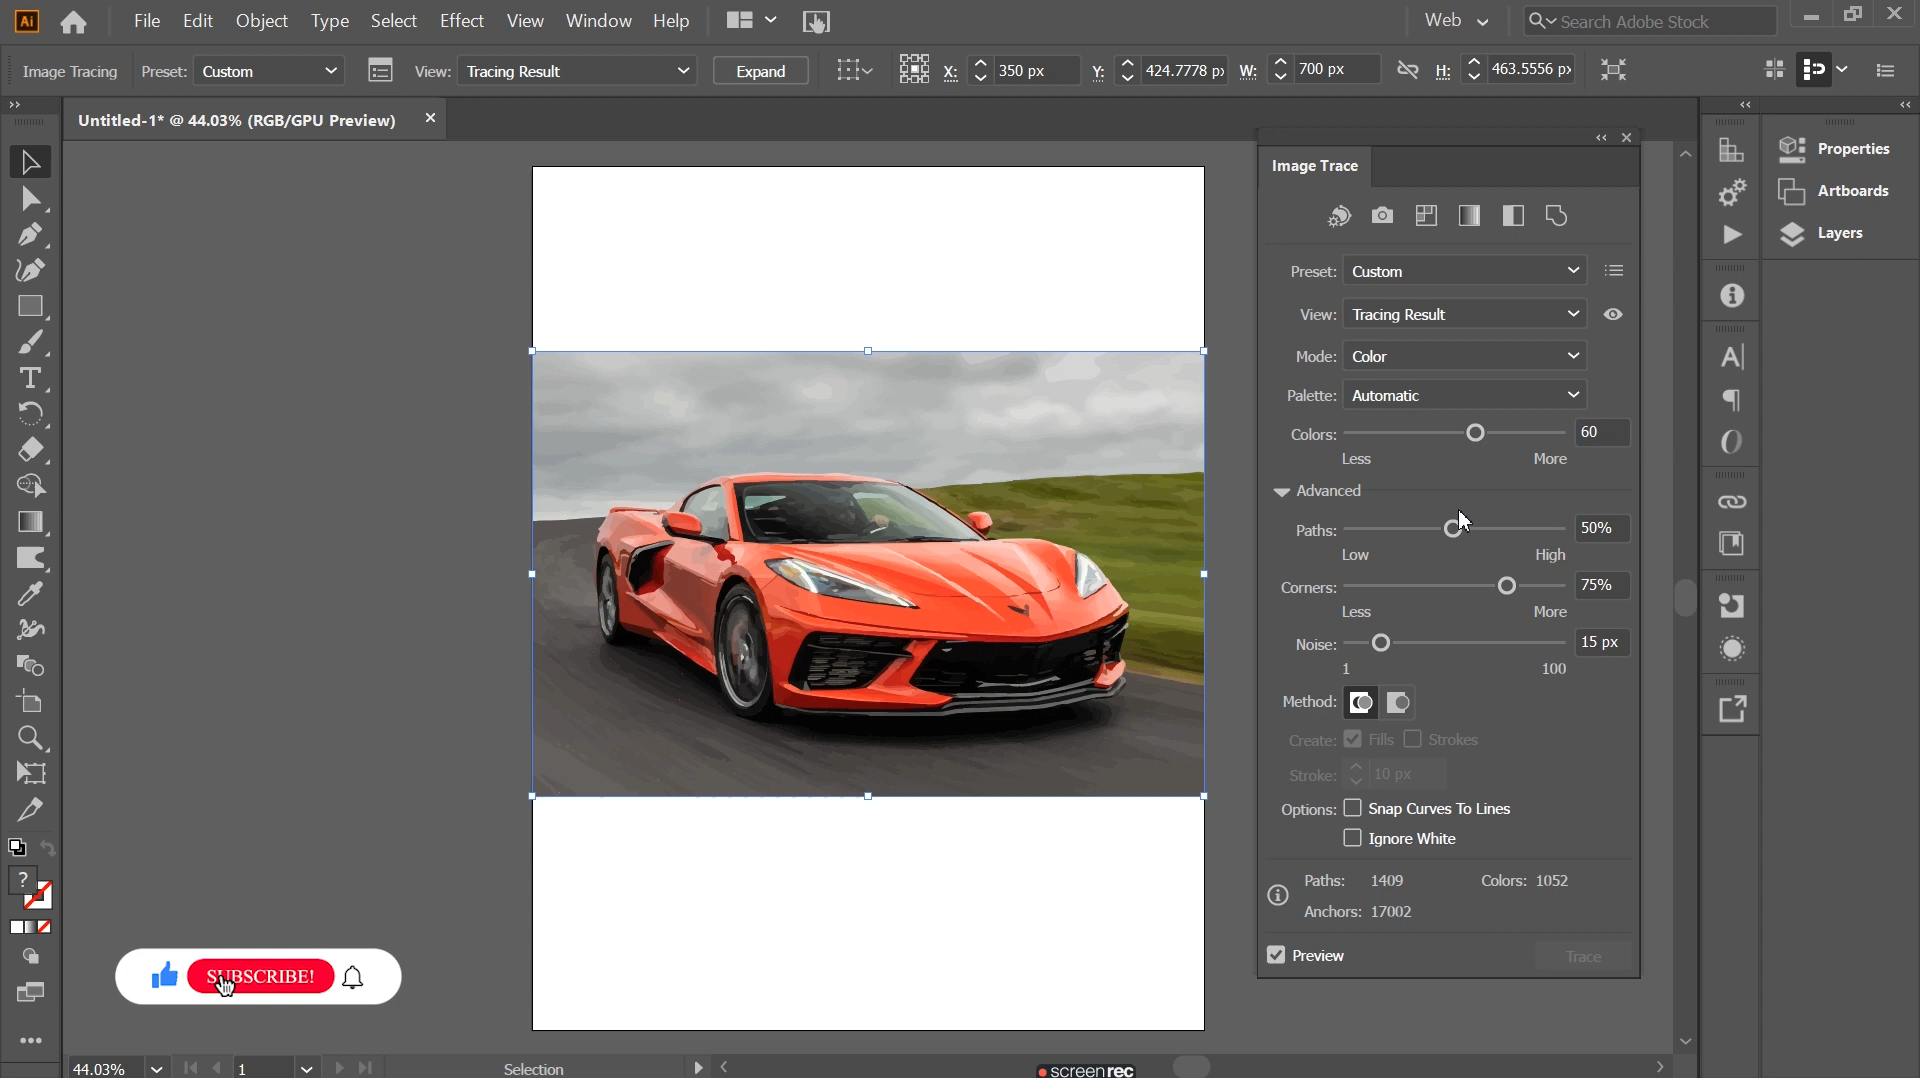 Ai File Edit Object Type Select Effect View Window Help Web Search Adobe Stock
Image Tracing Preset: Custom View: Tracing Result Expand X: 350 px Y: 424.7778 px W: 700 px H: 463.5556 px
Untitled-1* @ 44.03% (RGB/GPU Preview)
Image Trace
Preset: Custom
View: Tracing Result
Mode: Color
Palette: Automatic
Colors: 60
Less More
Advanced
Paths: 50%
Low High
Corners: 75%
Less More
Noise: 15 px
1 100
Method:
Create: Fills Strokes
Stroke: 10 px
Options: Snap Curves To Lines
Ignore White
Paths: 1409 Colors: 1052
Anchors: 17002
Preview Trace
Properties
Artboards
Layers
SUBSCRIBE!
44.03% 1 Selection
screenrec